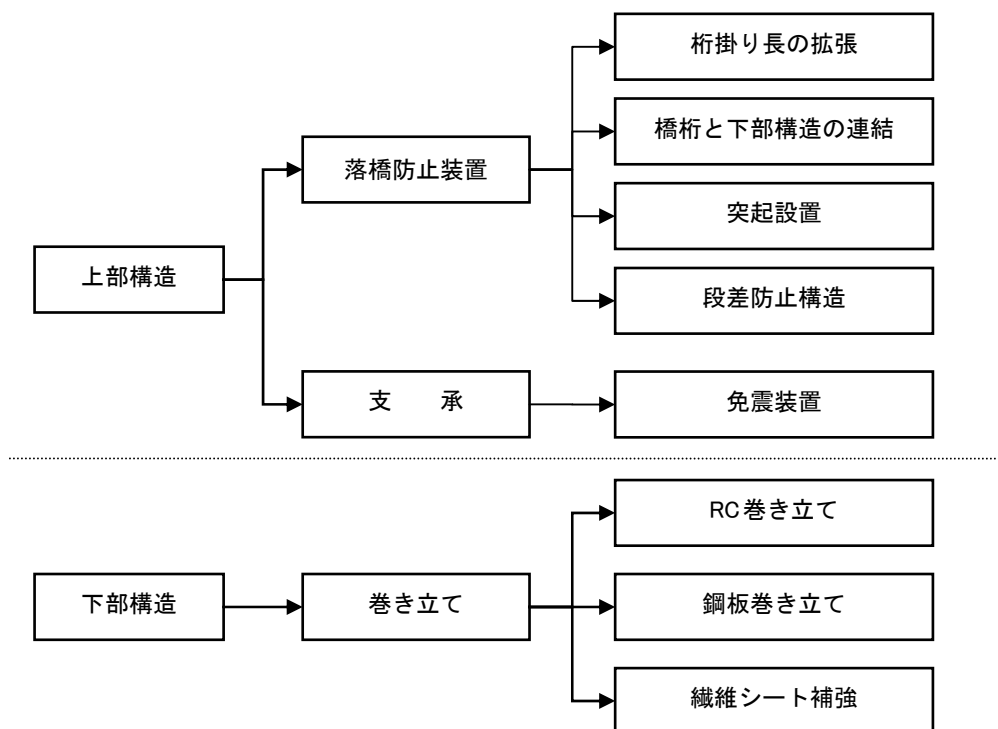 上部構造
落橋防止装置
桁掛り長の拡張
橋桁と下部構造の連結
突起設置
段差防止構造
支　承
免震装置
下部構造
巻き立て
RC巻き立て
鋼板巻き立て
繊維シート補強